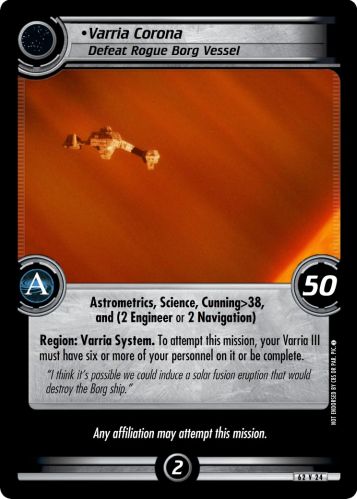 •Varria Corona
Defeat Rogue Borg Vessel
A
50
Astrometrics, Science, Cunning>38,
and (2 Engineer or 2 Navigation)
Region: Varria System. To attempt this mission, your Varria III
must have six or more of your personnel on it or be complete.
"I think it's possible we could induce a solar fusion eruption that would
destroy the Borg ship."
Any affiliation may attempt this mission.
2
62 V 24
NOT ENDORSED BY CBS OR PAR. PIC.